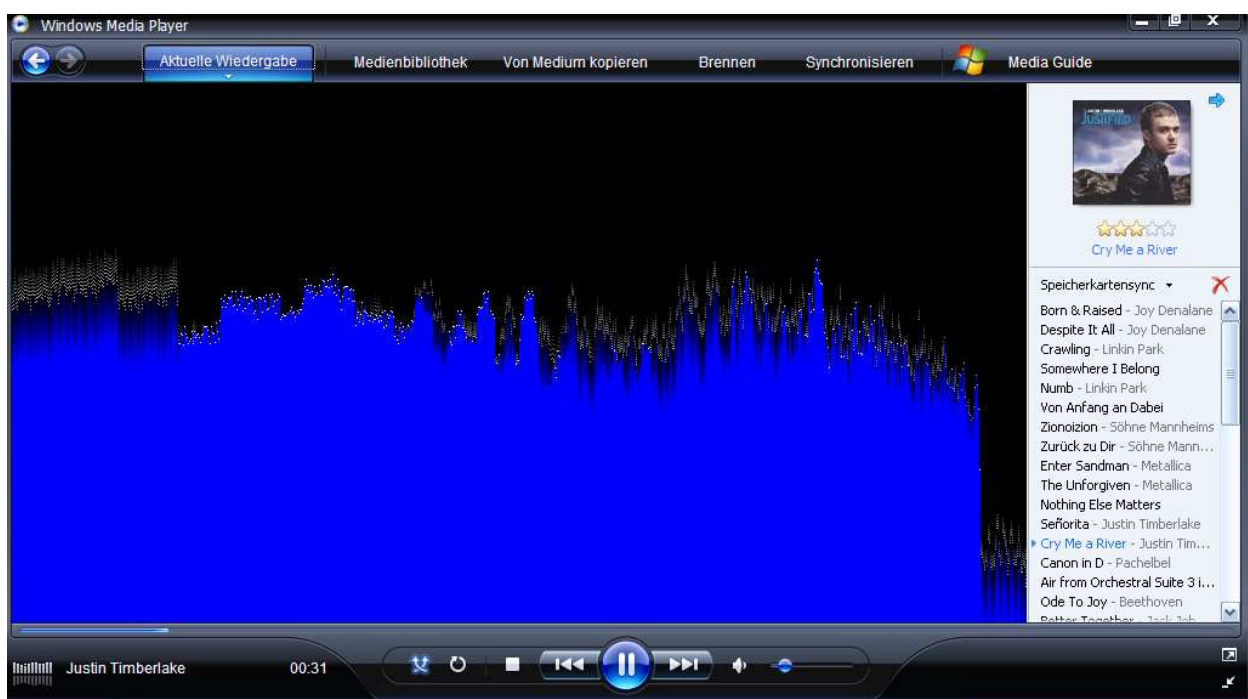 Windows Media Player
Aktuelle Wiedergabe
Medienbibliothek
Von Medium kopieren
Brennen
Synchronisieren
Media Guide
JUSTIFIED
Cry Me a River
Speicherkartensync
Born & Raised - Joy Denalane
Despite It All - Joy Denalane
Crawling - Linkin Park
Somewhere I Belong
Numb - Linkin Park
Von Anfang an Dabei
Zionoizion - Söhne Mannheims
Zurück zu Dir - Söhne Mann...
Enter Sandman - Metallica
The Unforgiven - Metallica
Nothing Else Matters
Señorita - Justin Timberlake
Cry Me a River - Justin Tim...
Canon in D - Pachelbel
Air from Orchestral Suite 3 i...
Ode To Joy - Beethoven
Better Together - Jack Joh...
Justin Timberlake
00:31